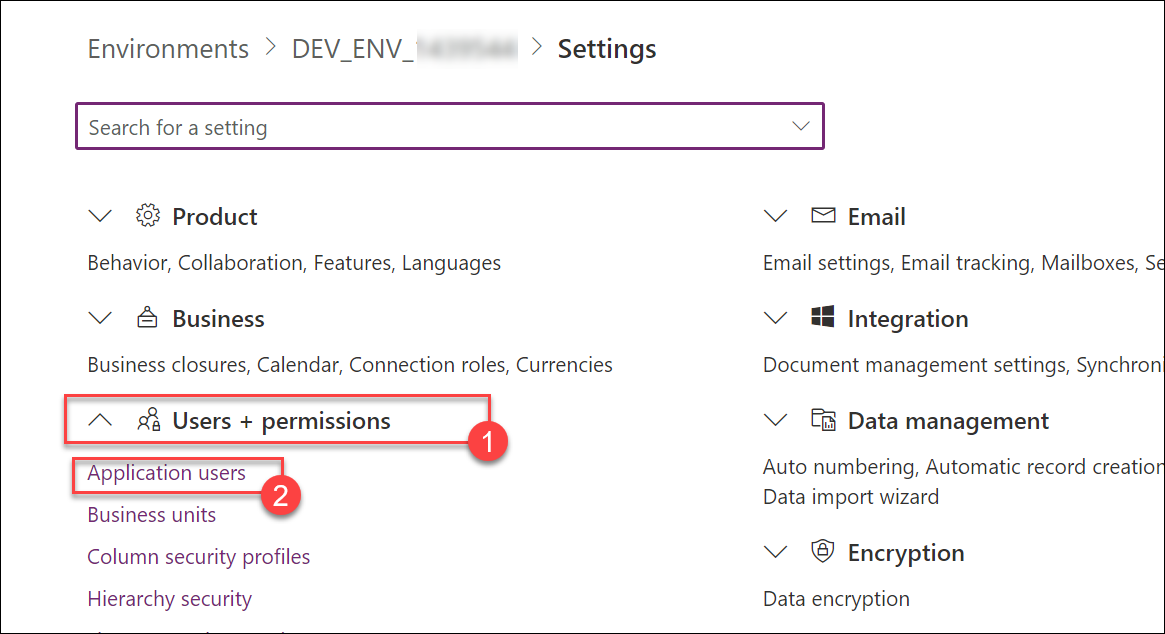 Environments > DEV_ENV_ > Settings
Search for a setting
Product
Behavior, Collaboration, Features, Languages
Business
Business closures, Calendar, Connection roles, Currencies
Users + permissions
1
Application users
2
Business units
Column security profiles
Hierarchy security
Email
Email settings, Email tracking, Mailboxes, Se
Integration
Document management settings, Synchroni
Data management
Auto numbering, Automatic record creation
Data import wizard
Encryption
Data encryption